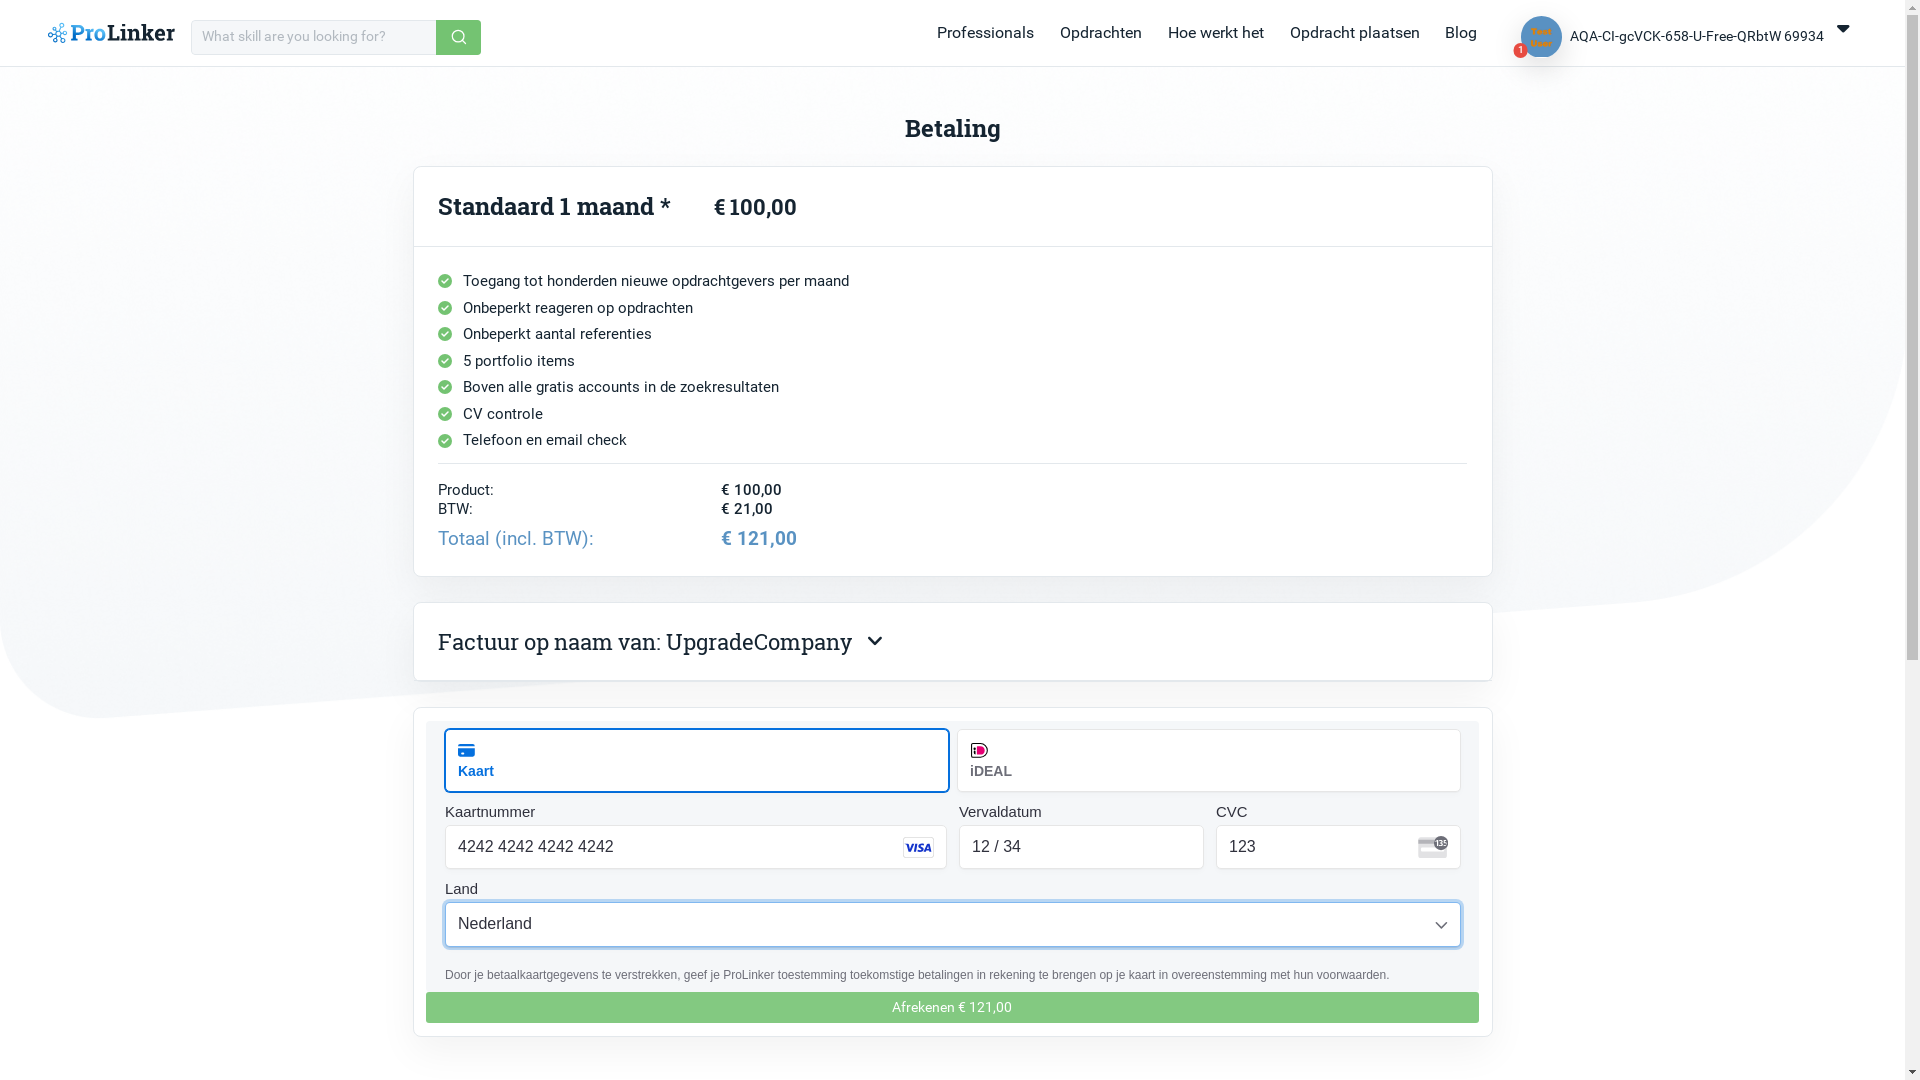 ProLinker
What skill are you looking for?
Professionals
Opdrachten
Hoe werkt het
Opdracht plaatsen
Blog
Test
User
1
AQA-CI-gcVCK-658-U-Free-QRbtW 69934
Betaling
Standaard 1 maand * € 100,00
Toegang tot honderden nieuwe opdrachtgevers per maand
Onbeperkt reageren op opdrachten
Onbeperkt aantal referenties
5 portfolio items
Boven alle gratis accounts in de zoekresultaten
CV controle
Telefoon en email check
Product: € 100,00
BTW: € 21,00
Totaal (incl. BTW): € 121,00
Factuur op naam van: UpgradeCompany
Kaart
iDEAL
Kaartnummer
Vervaldatum
CVC
4242 4242 4242 4242 VISA
12 / 34
123
135
Land
Nederland
Door je betaalkaartgegevens te verstrekken, geef je ProLinker toestemming toekomstige betalingen in rekening te brengen op je kaart in overeenstemming met hun voorwaarden.
Afrekenen € 121,00